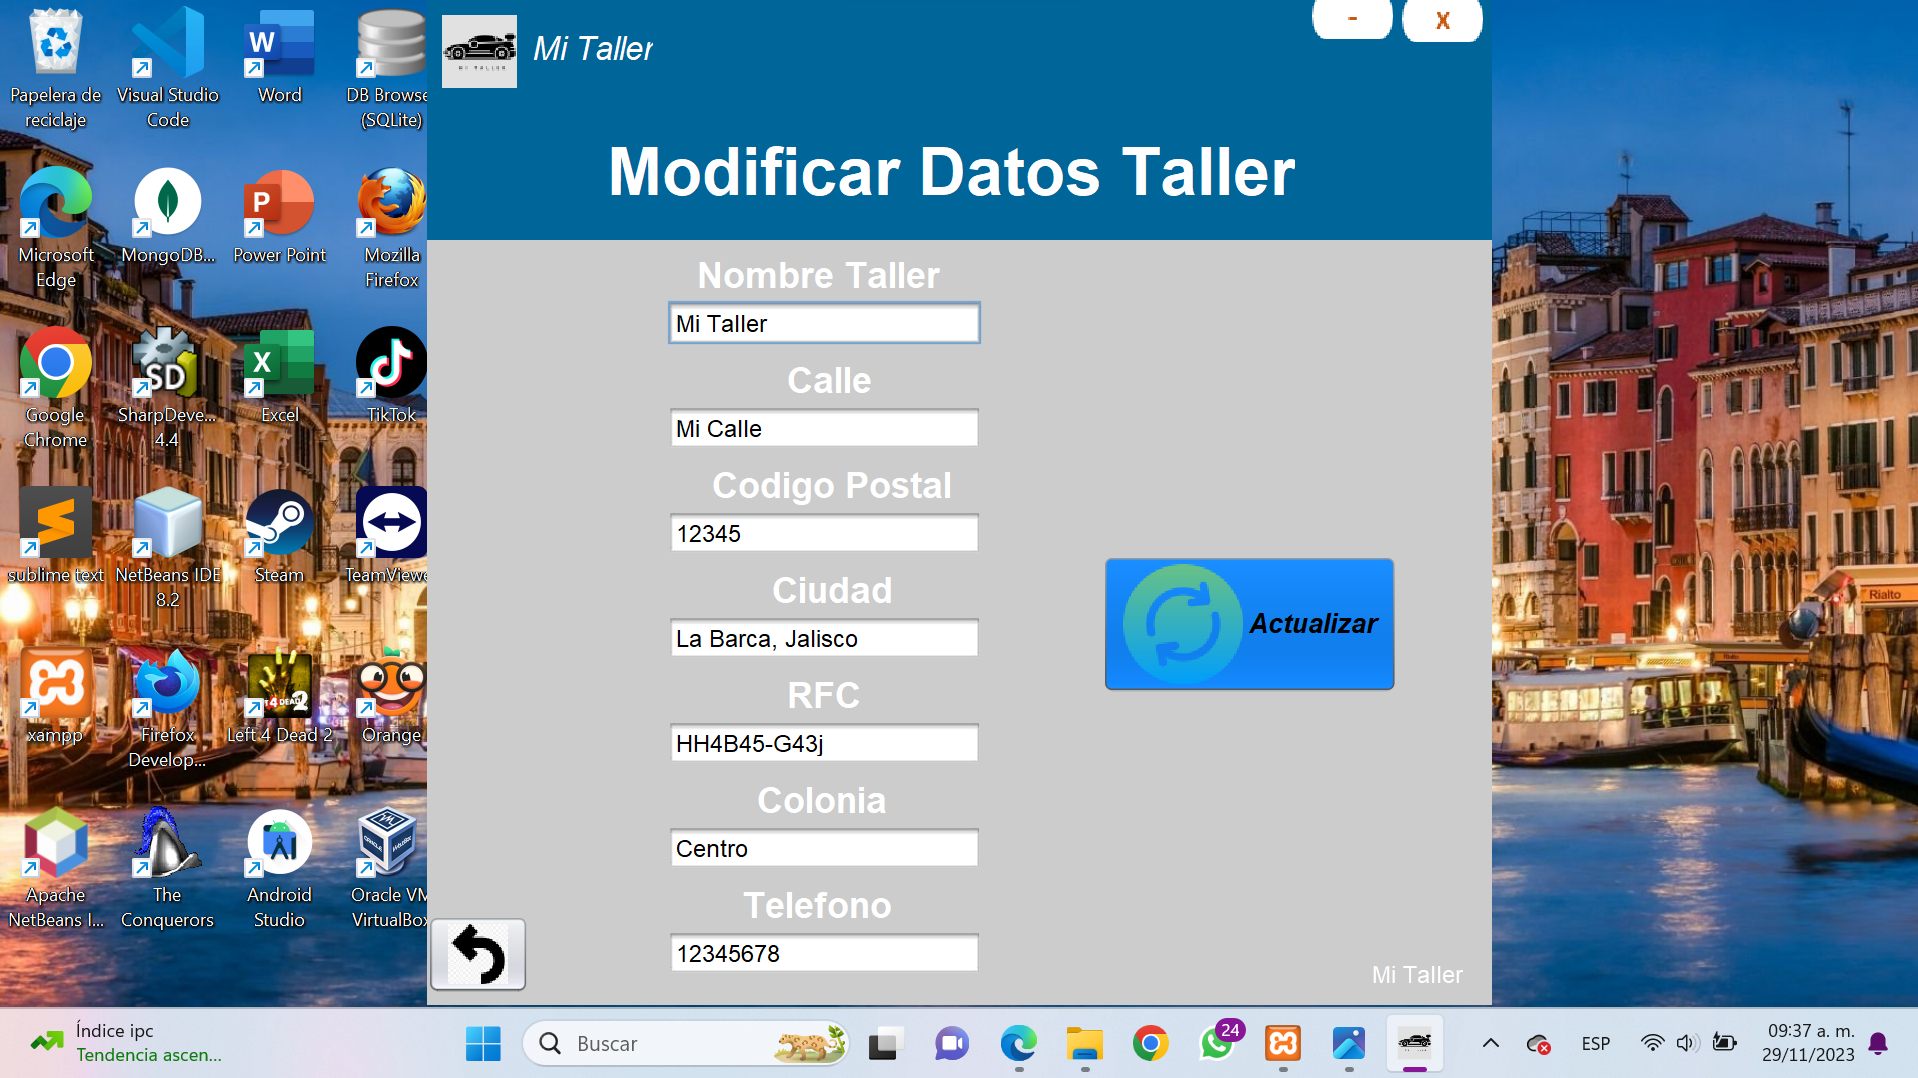 Papelera de
reciclaje
Visual Studio
Code
Word
DB Browse
(SQLite)
Microsoft
Edge
MongoDB...
Power Point
Mozilla
Firefox
Google
Chrome
SharpDeve...
4.4
Excel
TikTok
sublime text
NetBeans IDE
8.2
Steam
TeamViewe
xampp
Firefox
Develop...
Left 4 Dead 2
Orange
Apache
NetBeans I...
The
Conquerors
Android
Studio
Oracle VM
VirtualBox
MI TALLER
Mi Taller
-
x
Modificar Datos Taller
Nombre Taller
Mi Taller
Calle
Mi Calle
Codigo Postal
12345
Ciudad
La Barca, Jalisco
RFC
HH4B45-G43j
Colonia
Centro
Telefono
12345678
Actualizar
Mi Taller
Rialto
Índice ipc
Tendencia ascen...
Buscar
24
ESP
09:37 a. m.
29/11/2023